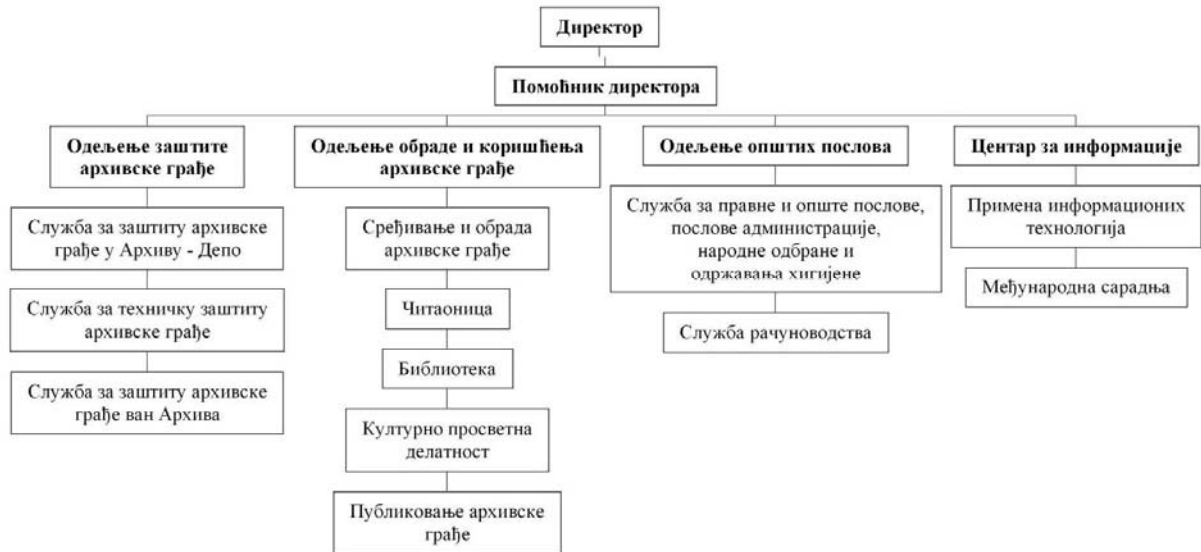 Директор
Помоћник директора
Одељење заштите
архивске грађе
Служба за заштиту архивске
грађе у Архиву - Депо
Служба за техничку заштиту
архивске грађе
Служба за заштиту архивске
грађе ван Архива
Одељење обраде и коришћења
архивске грађе
Сређивање и обрада
архивске грађе
Читаоница
Библиотека
Културно просветна
делатност
Публиковање архивске
грађе
Одељење општих послова
Служба за правне и опште послове,
послове администрације,
народне одбране и
одржавања хигијене
Служба рачуноводства
Центар за информације
Примена информационих
технологија
Међународна сарадња